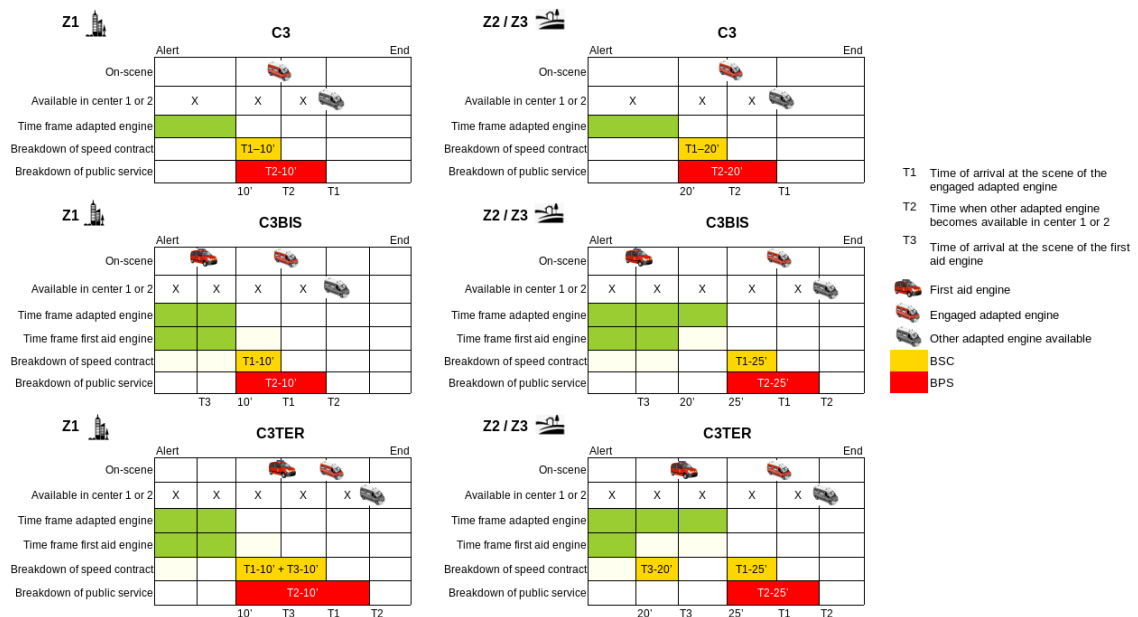 Z1
C3
Alert
End
On-scene
Available in center 1 or 2
X
X
X
Time frame adapted engine
Breakdown of speed contract
T1–10’
Breakdown of public service
T2-10’
10’
T2
T1
Z2 / Z3
C3
Alert
End
On-scene
Available in center 1 or 2
X
X
X
Time frame adapted engine
Breakdown of speed contract
T1–20’
Breakdown of public service
T2-20’
20’
T2
T1
Z1
C3BIS
Alert
End
On-scene
Available in center 1 or 2
X
X
X
X
Time frame adapted engine
Time frame first aid engine
Breakdown of speed contract
T1-10’
Breakdown of public service
T2-10’
T3
10’
T1
T2
Z2 / Z3
C3BIS
Alert
End
On-scene
Available in center 1 or 2
X
X
X
X
X
Time frame adapted engine
Time frame first aid engine
Breakdown of speed contract
T1-25’
Breakdown of public service
T2-25’
T3
20’
25’
T1
T2
Z1
C3TER
Alert
End
On-scene
Available in center 1 or 2
X
X
X
X
X
Time frame adapted engine
Time frame first aid engine
Breakdown of speed contract
T1-10’ + T3-10’
Breakdown of public service
T2-10’
10’
T3
T1
T2
Z2 / Z3
C3TER
Alert
End
On-scene
Available in center 1 or 2
X
X
X
X
X
Time frame adapted engine
Time frame first aid engine
Breakdown of speed contract
T3-20’
T1-25’
Breakdown of public service
T2-25’
20’
T3
25’
T1
T2
T1
Time of arrival at the scene of the
engaged adapted engine
T2
Time when other adapted engine
becomes available in center 1 or 2
T3
Time of arrival at the scene of the first
aid engine
First aid engine
Engaged adapted engine
Other adapted engine available
BSC
BPS